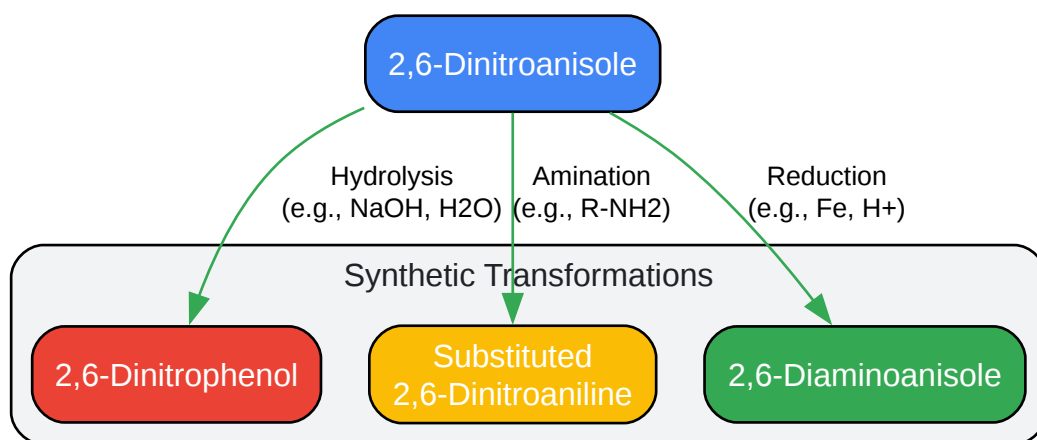 2,6-Dinitroanisole
Hydrolysis
(e.g., NaOH, H2O)
Amination
(e.g., R-NH2)
Reduction
(e.g., Fe, H+)
Synthetic Transformations
2,6-Dinitrophenol
Substituted
2,6-Dinitroaniline
2,6-Diaminoanisole